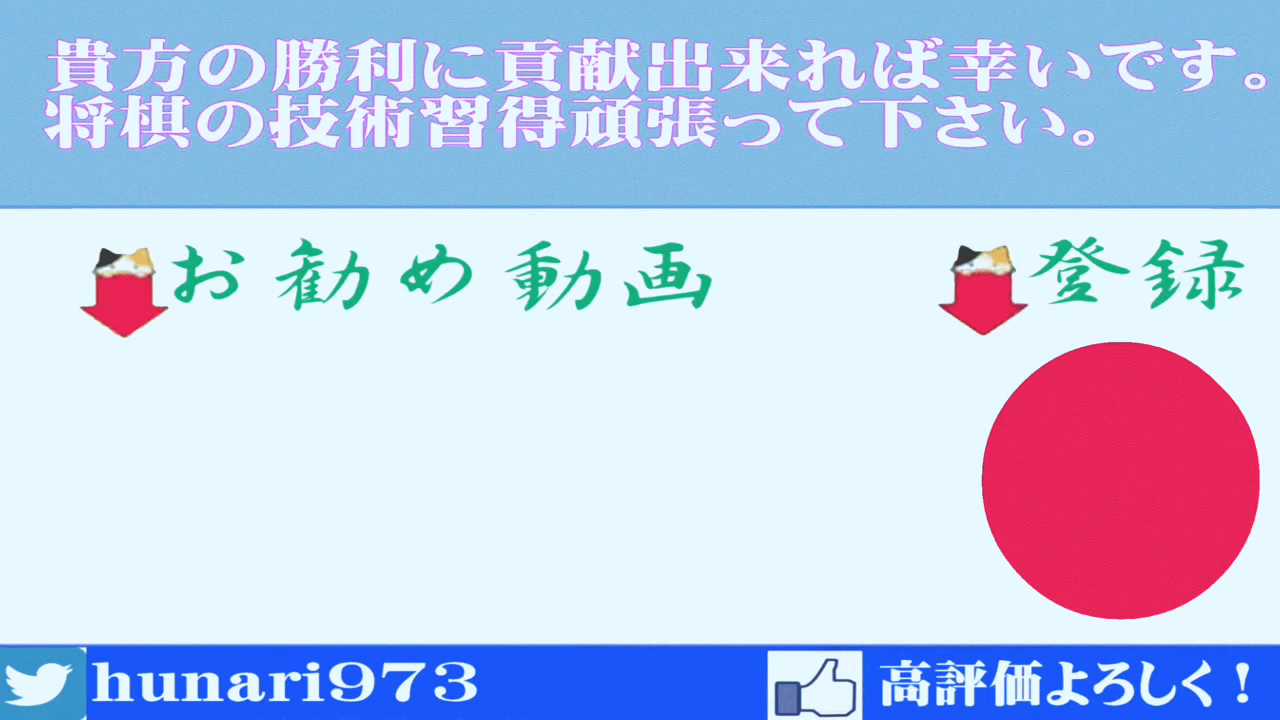 貴方の勝利に貢献出来れば幸いです。
将棋の技術習得頑張って下さい。
お勧め動画
登録
hunari973
高評価よろしく！